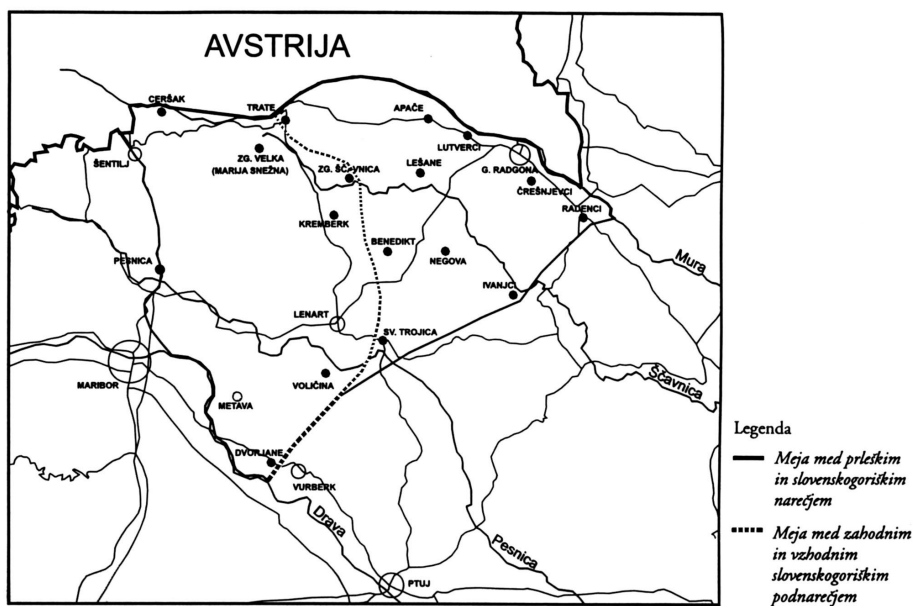 AVSTRIJA
CERŠAK
TRATE
APAČE
LUTVERCI
ŠENTILJ
ZG. VELKA
(MARIJA SNEŽNA)
ZG. ŠČAVNICA
LEŠANE
G. RADGONA
ČREŠNJEVCI
RADENCI
KREMBERK
BENEDIKT
NEGOVA
Mura
PESNICA
IVANJCI
LENART
SV. TROJICA
Ščavnica
MARIBOR
VOLIČINA
METAVA
DVORJANE
VURBERK
Drava
Pesnica
PTUJ
Legenda
Meja med prleškim
in slovenskogoriškim
narečjem
Meja med zahodnim
in vzhodnim
slovenskogoriškim
podnarečjem